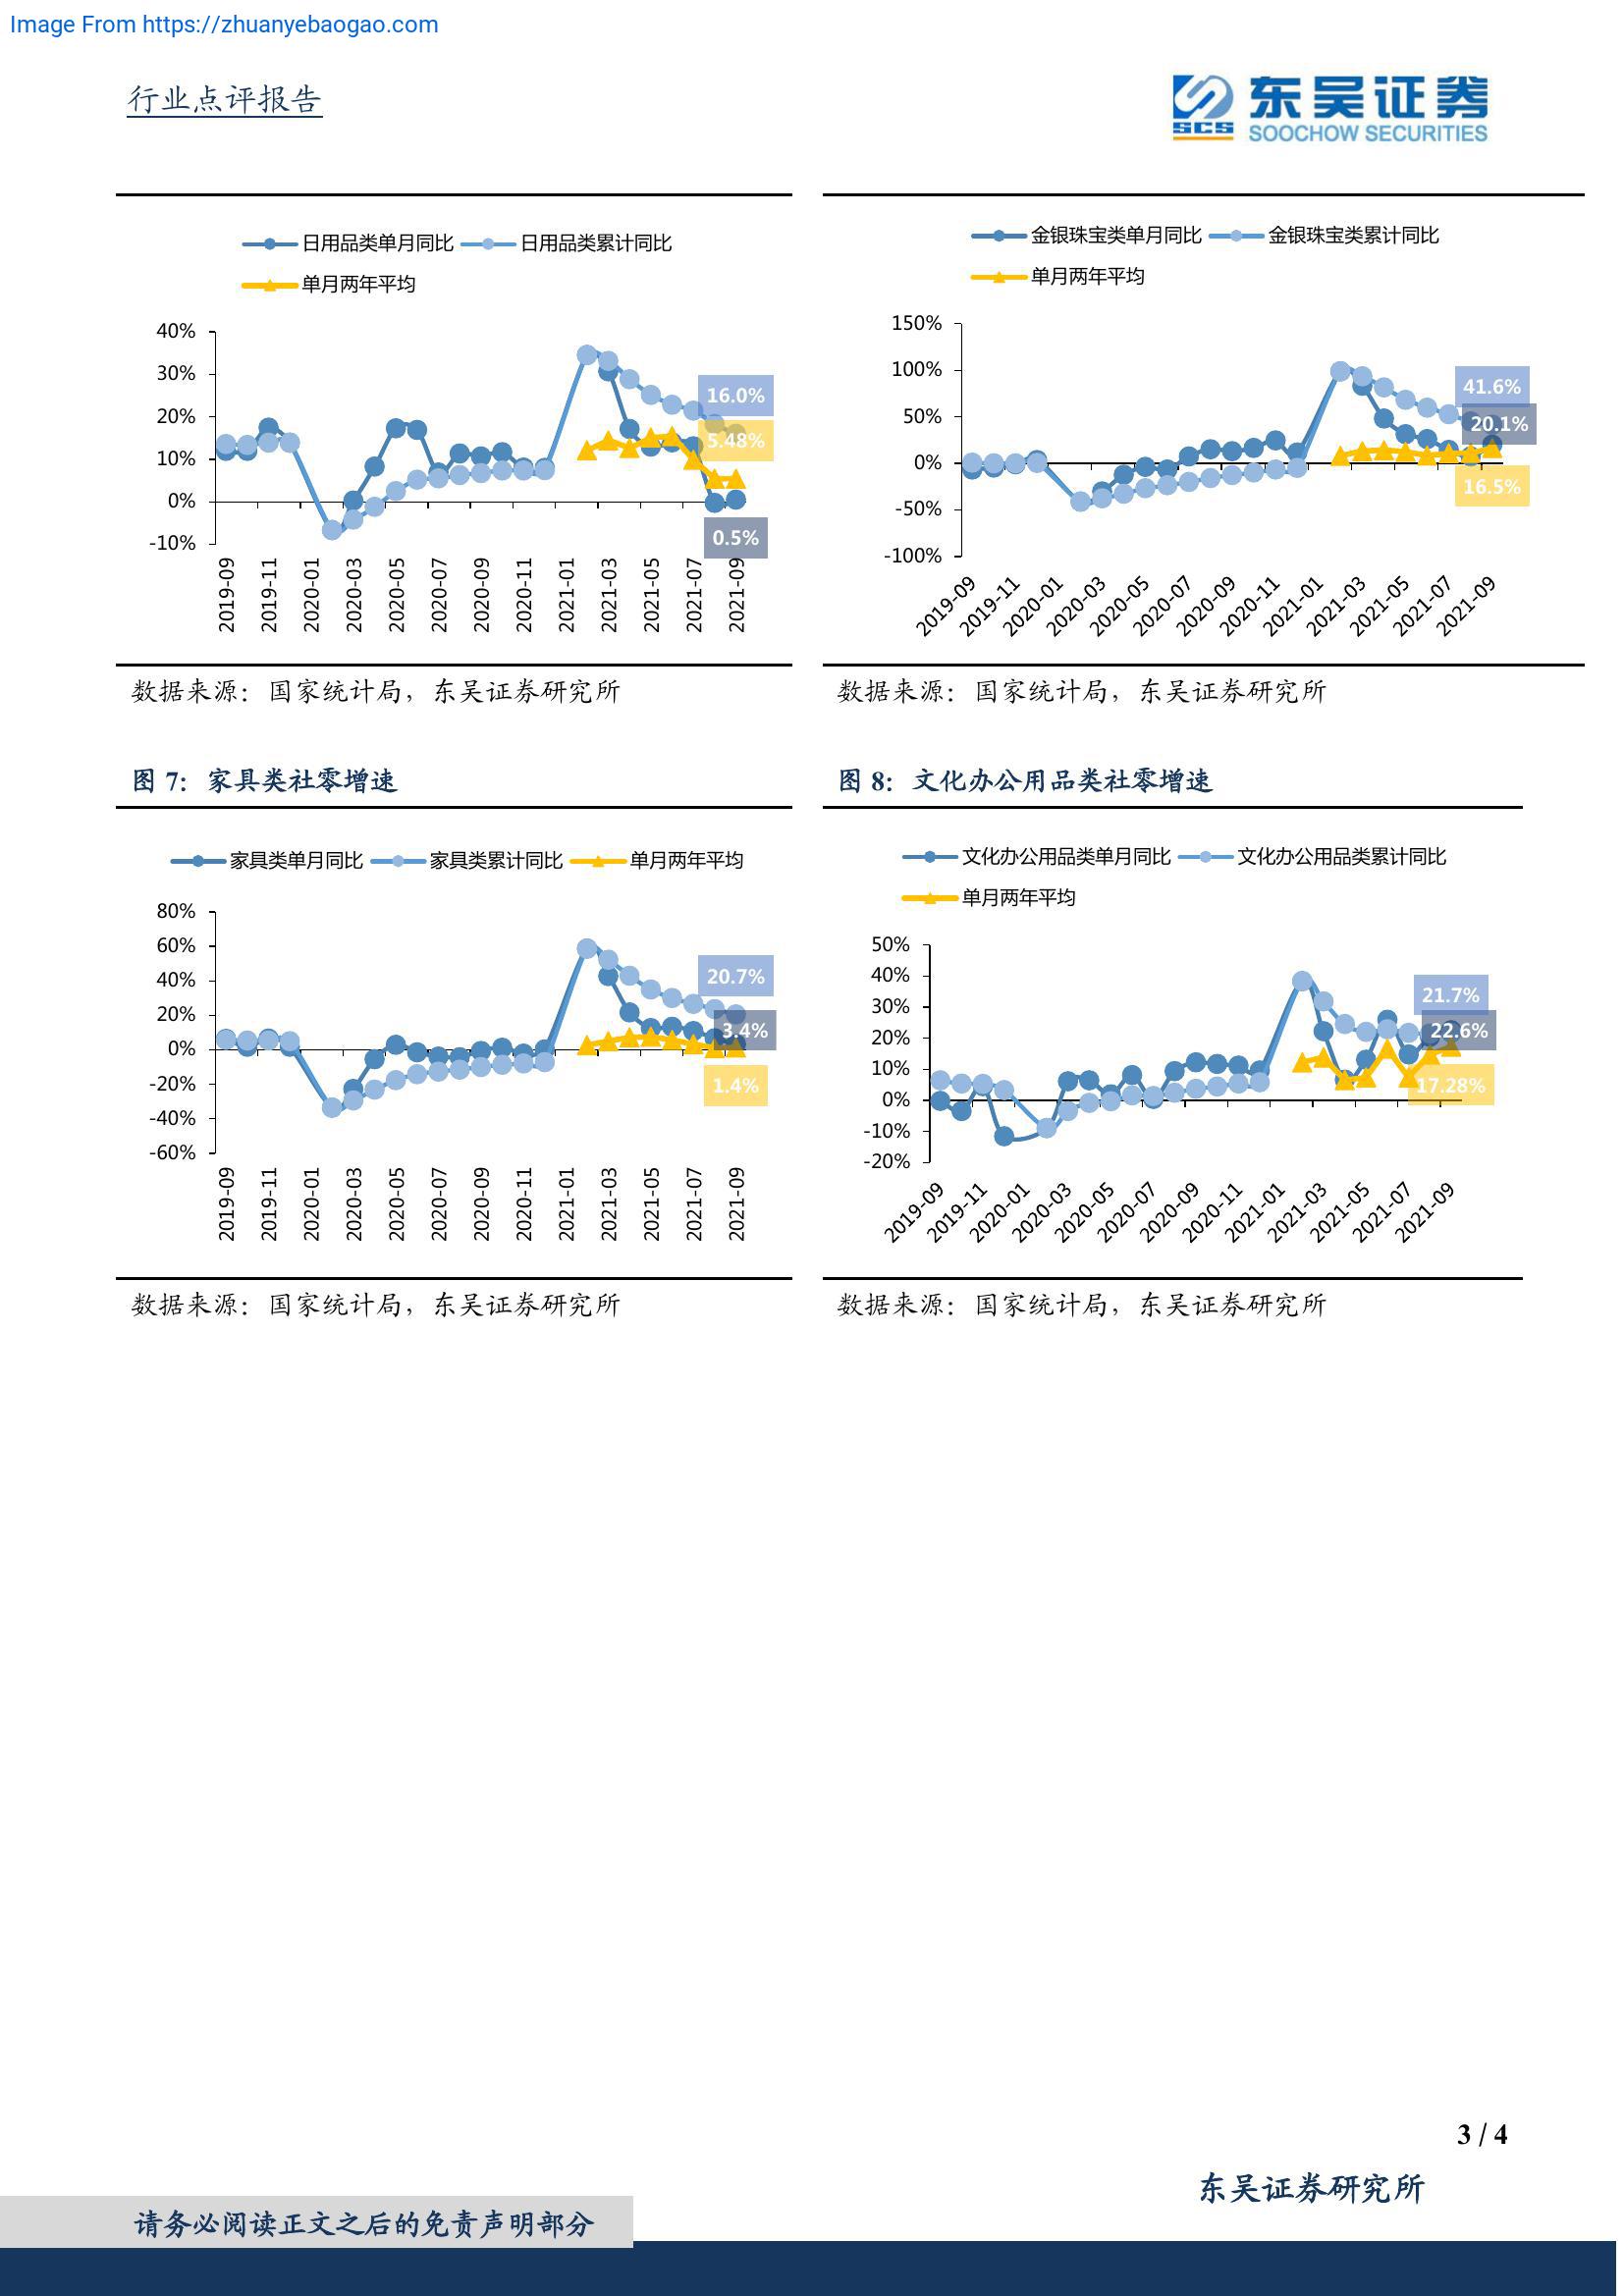 Image From https://zhuanyebaogao.com
行业点评报告
SCS
东吴证券
SOOCHOW SECURITIES
日用品类单月同比 日用品类累计同比
单月两年平均
40%
30%
20%
10%
0%
-10%
16.0%
5.48%
0.5%
2019-09 2019-11 2020-01 2020-03 2020-05 2020-07 2020-09 2020-11 2021-01 2021-03 2021-05 2021-07 2021-09
金银珠宝类单月同比 金银珠宝类累计同比
单月两年平均
150%
100%
50%
0%
-50%
-100%
41.6%
20.1%
16.5%
2019-09 2019-11 2020-01 2020-03 2020-05 2020-07 2020-09 2020-11 2021-01 2021-03 2021-05 2021-07 2021-09
数据来源：国家统计局，东吴证券研究所
数据来源：国家统计局，东吴证券研究所
图 7：家具类社零增速
家具类单月同比 家具类累计同比 单月两年平均
80%
60%
40%
20%
0%
-20%
-40%
-60%
20.7%
3.4%
1.4%
2019-09 2019-11 2020-01 2020-03 2020-05 2020-07 2020-09 2020-11 2021-01 2021-03 2021-05 2021-07 2021-09
图 8：文化办公用品类社零增速
文化办公用品类单月同比 文化办公用品类累计同比
单月两年平均
50%
40%
30%
20%
10%
0%
-10%
-20%
21.7%
22.6%
17.28%
2019-09 2019-11 2020-01 2020-03 2020-05 2020-07 2020-09 2020-11 2021-01 2021-03 2021-05 2021-07 2021-09
数据来源：国家统计局，东吴证券研究所
数据来源：国家统计局，东吴证券研究所
3 / 4
东吴证券研究所
请务必阅读正文之后的免责声明部分